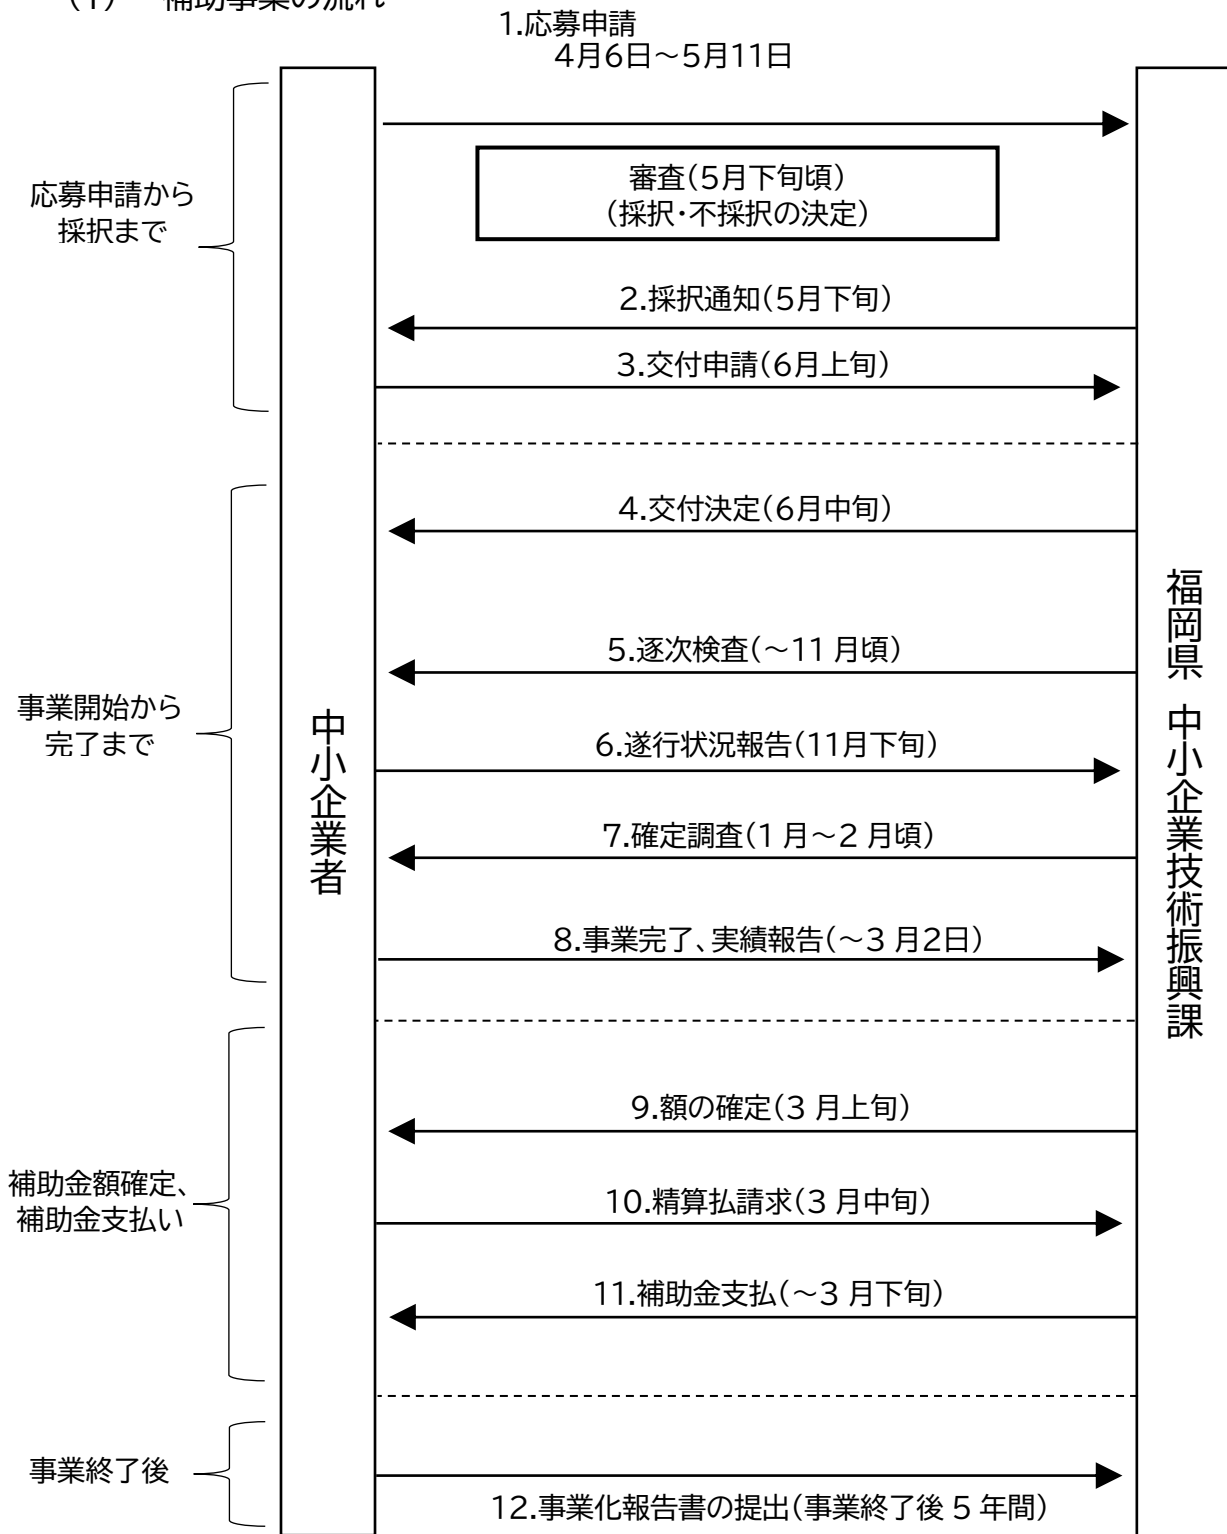 (1) 補助事業の流れ
1.応募申請
4月6日～5月11日
応募申請から
採択まで
審査(5月下旬頃)
(採択・不採択の決定)
2.採択通知(5月下旬)
3.交付申請(6月上旬)
4.交付決定(6月中旬)
5.逐次検査(～11 月頃)
事業開始から
完了まで
6.遂行状況報告(11月下旬)
7.確定調査(1 月～2 月頃)
8.事業完了、実績報告(～3 月2日)
中小企業者
福岡県 中小企業技術振興課
9.額の確定(3 月上旬)
補助金額確定、
補助金支払い
10.精算払請求(3 月中旬)
11.補助金支払(～3 月下旬)
事業終了後
12.事業化報告書の提出(事業終了後 5 年間)